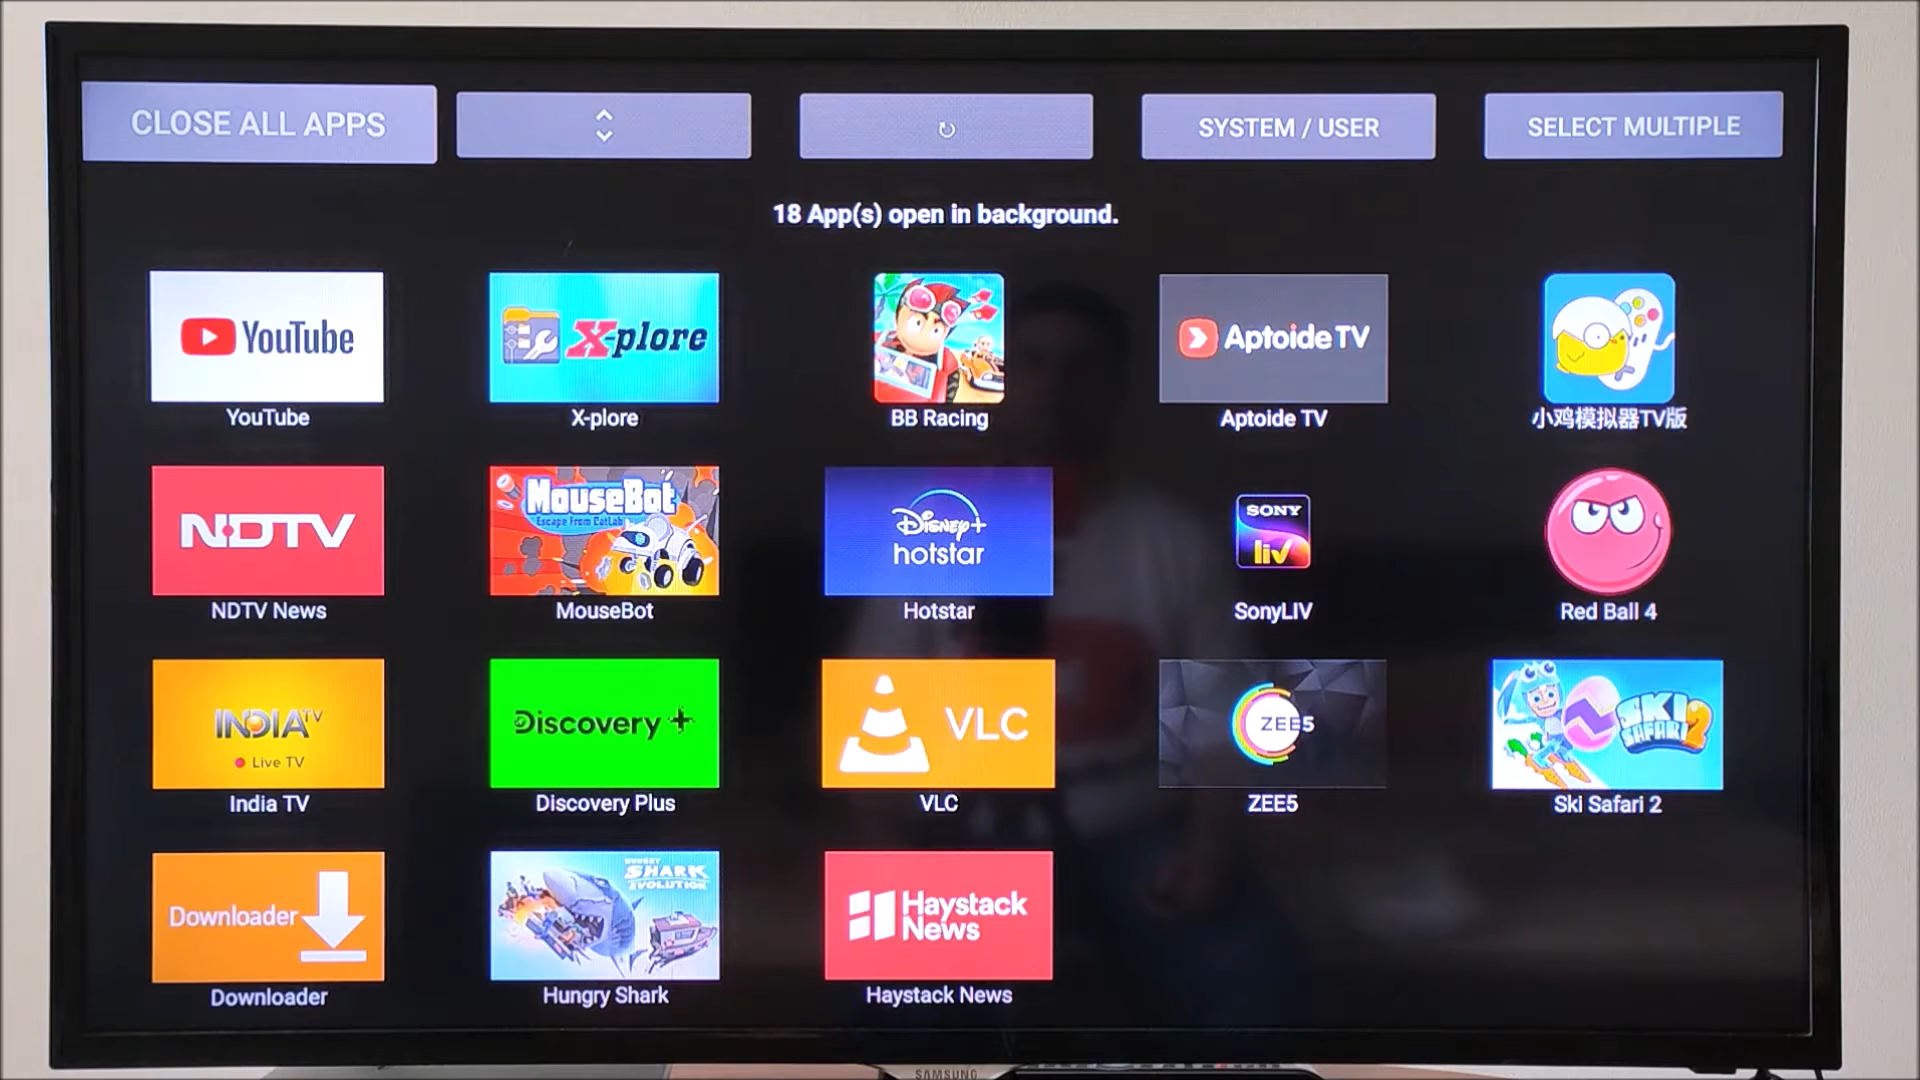 CLOSE ALL APPS
SYSTEM / USER
SELECT MULTIPLE
18 App(s) open in background.
YouTube
X-plore
Aptoide TV
YouTube
X-plore
BB Racing
Aptoide TV
小鸡模拟器TV版
NDTV
MouseBot
Escape From CatLab
Disney+
hotstar
SONY
liv
NDTV News
MouseBot
Hotstar
SonyLIV
Red Ball 4
INDIA TV
Live TV
Discovery +
VLC
ZEE5
SKI
SAFARI 2
India TV
Discovery Plus
VLC
ZEE5
Ski Safari 2
Downloader
HUNGRY
SHARK
EVOLUTION
Haystack
News
Downloader
Hungry Shark
Haystack News
SAMSUNG